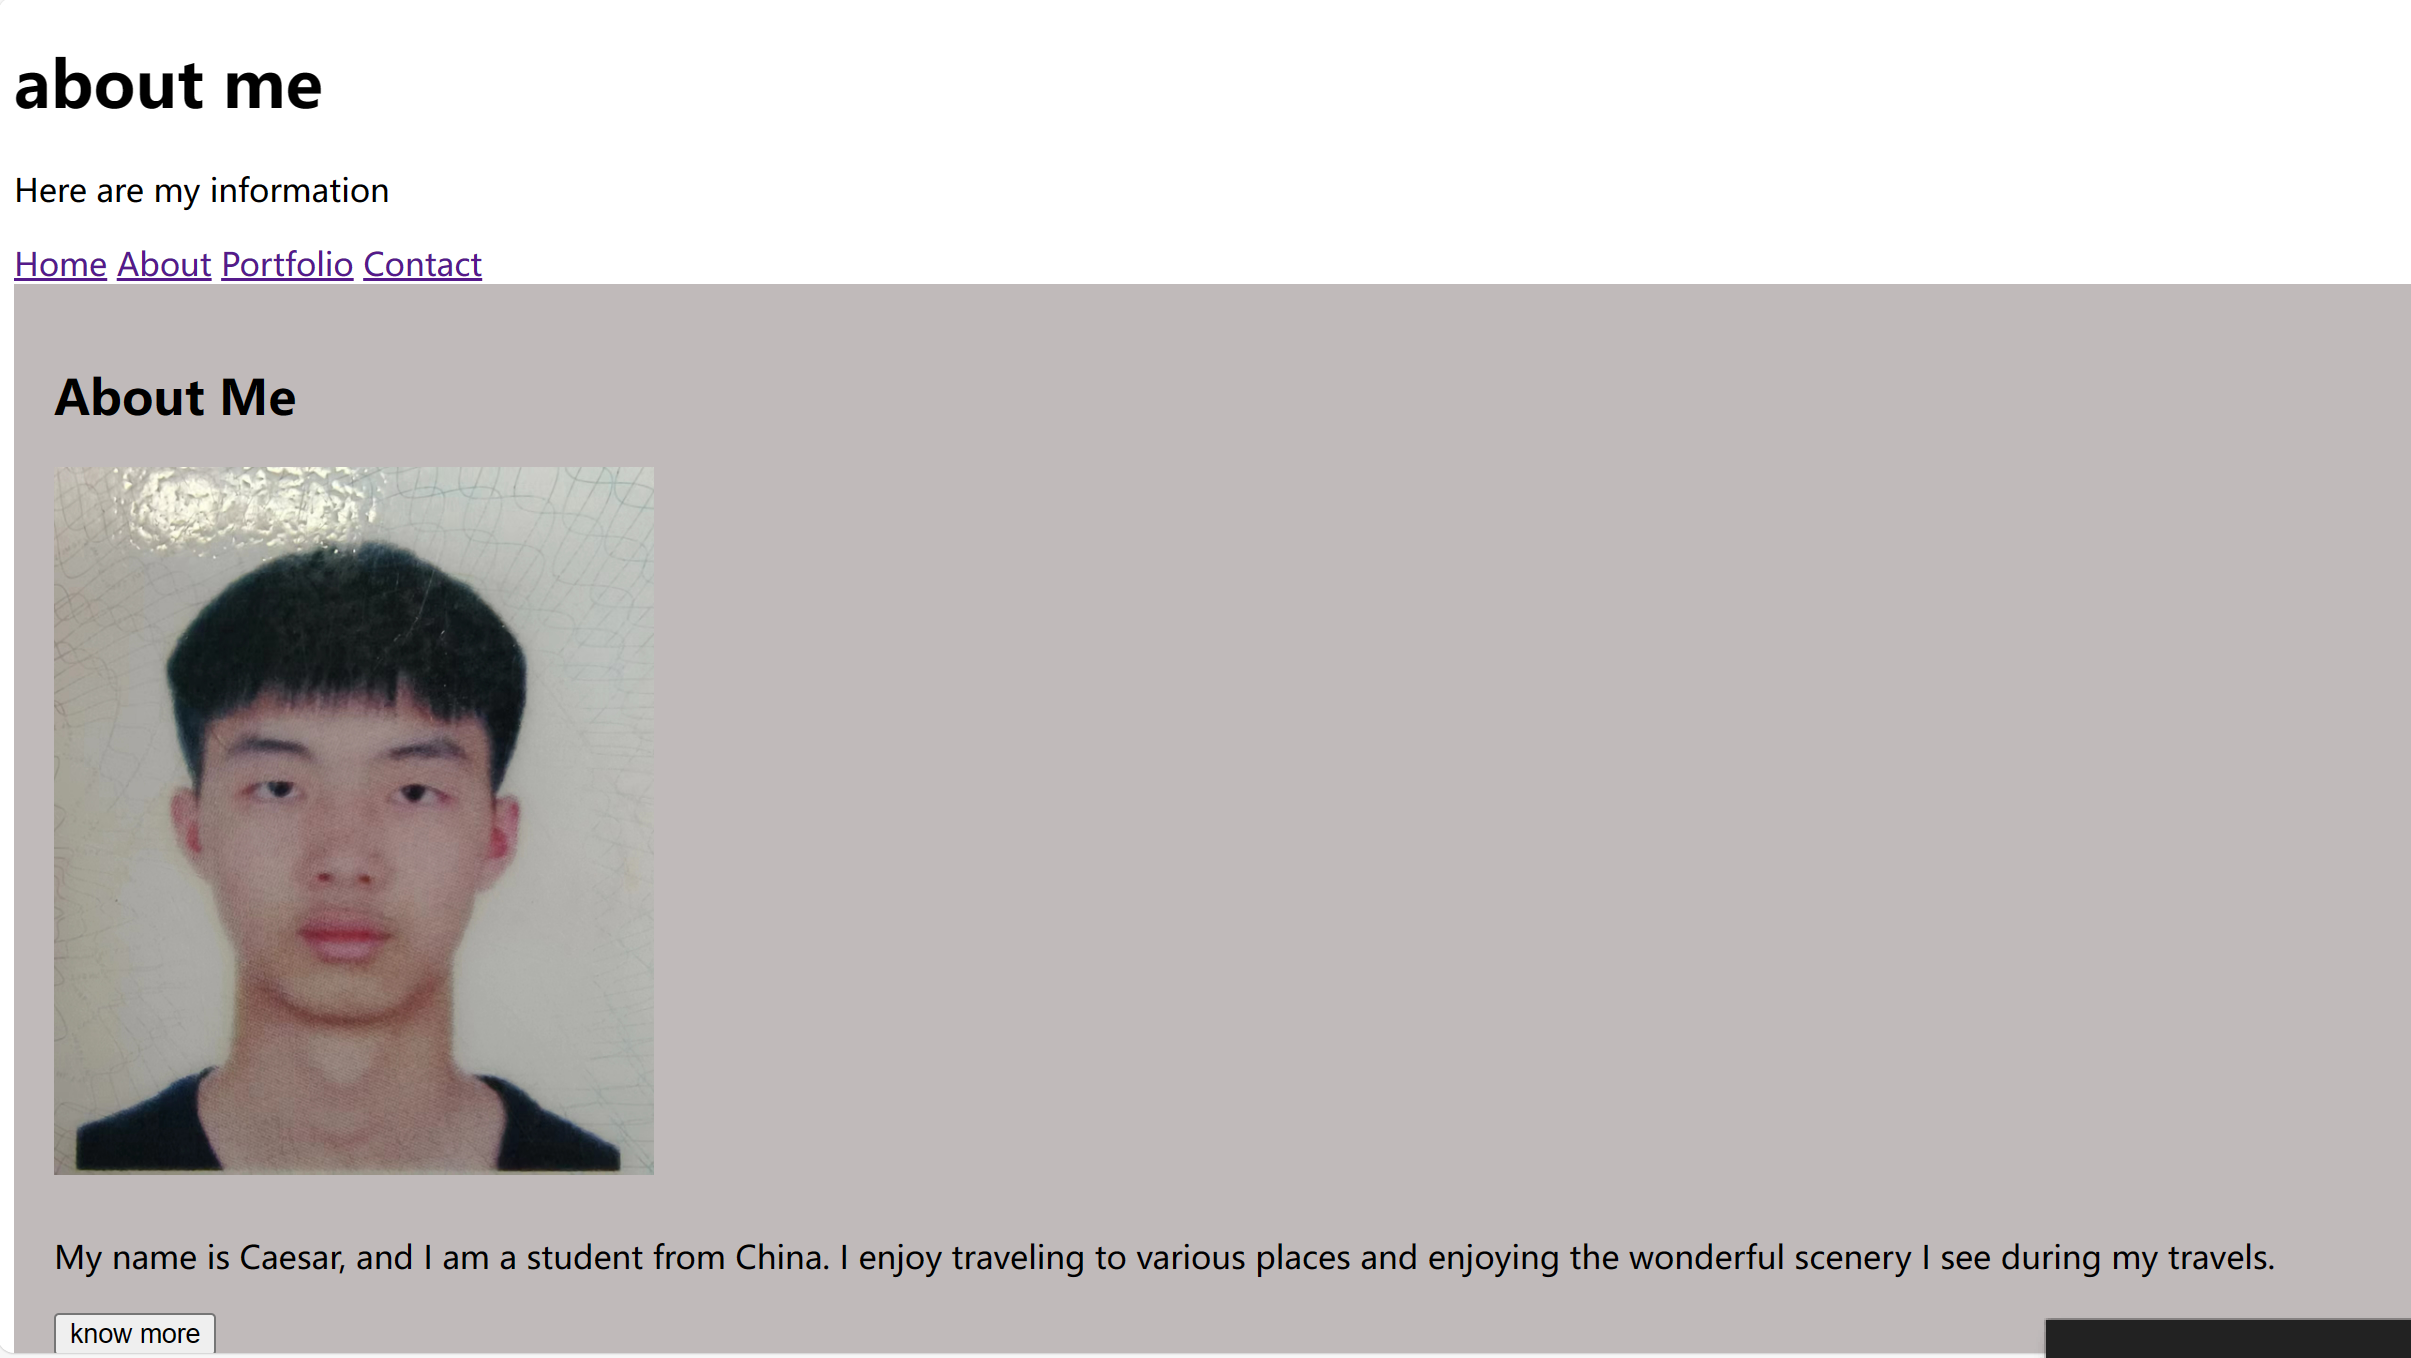 about me
Here are my information
Home About Portfolio Contact
About Me
My name is Caesar, and I am a student from China. I enjoy traveling to various places and enjoying the wonderful scenery I see during my travels.
know more